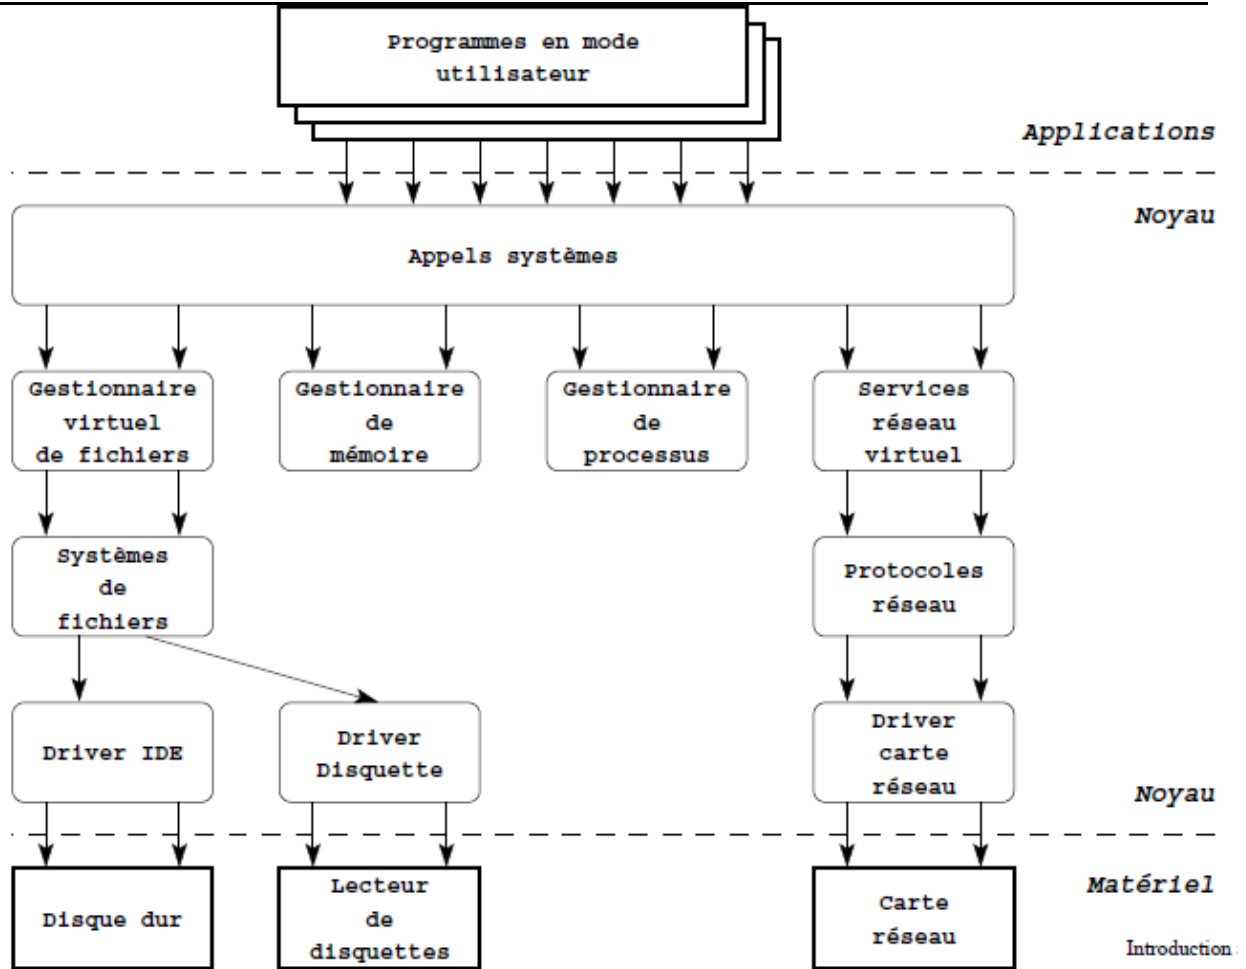 Programmes en mode
utilisateur
Applications
Noyau
Appels systèmes
Gestionnaire
virtuel
de fichiers
Gestionnaire
de
mémoire
Gestionnaire
de
processus
Services
réseau
virtuel
Systèmes
de
fichiers
Protocoles
réseau
Driver IDE
Driver
Disquette
Driver
carte
réseau
Noyau
Matériel
Disque dur
Lecteur
de
disquettes
Carte
réseau
Introduction